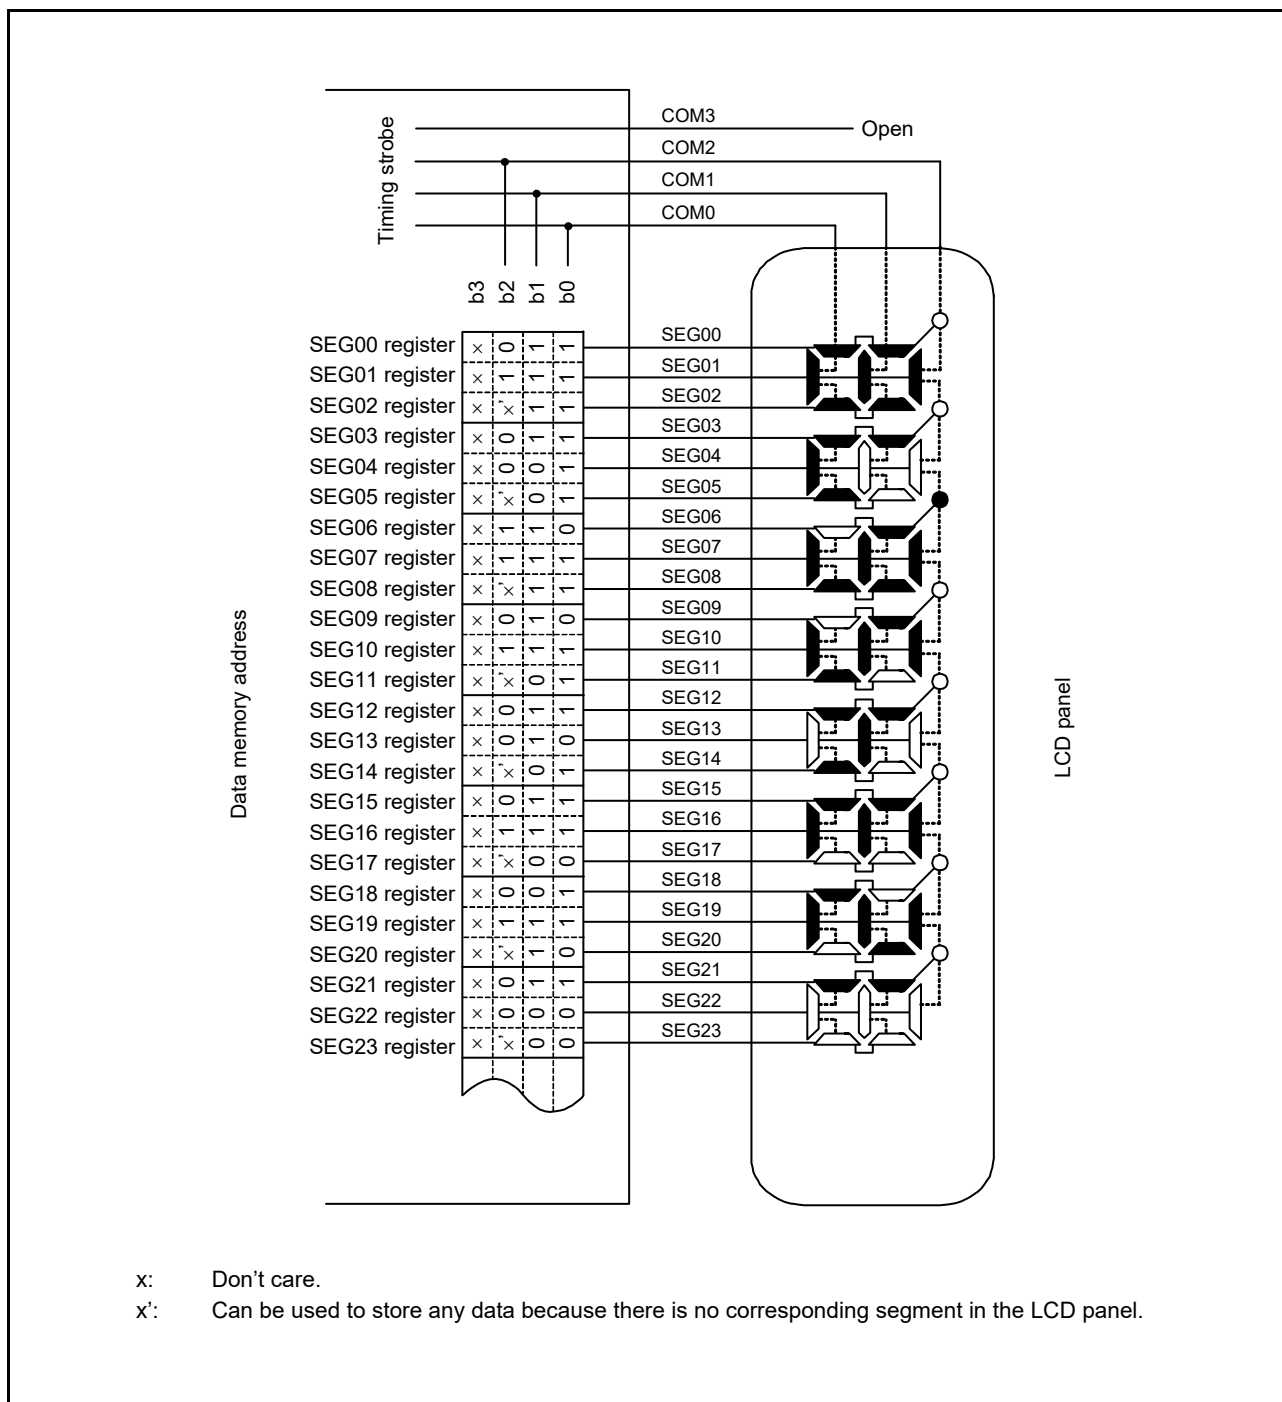 COM3
Open
COM2
COM1
COM0
Timing strobe
b3 b2 b1 b0
SEG00 register × 0 1 1 SEG00
SEG01 register × 1 1 1 SEG01
SEG02 register × ×' 1 1 SEG02
SEG03 register × 0 1 1 SEG03
SEG04 register × 0 0 1 SEG04
SEG05 register × ×' 0 1 SEG05
SEG06 register × 1 1 0 SEG06
SEG07 register × 1 1 1 SEG07
SEG08 register × ×' 1 1 SEG08
SEG09 register × 0 1 0 SEG09
SEG10 register × 1 1 1 SEG10
SEG11 register × ×' 0 1 SEG11
SEG12 register × 0 1 1 SEG12
SEG13 register × 0 1 0 SEG13
SEG14 register × ×' 0 1 SEG14
SEG15 register × 0 1 1 SEG15
SEG16 register × 1 1 1 SEG16
SEG17 register × ×' 0 0 SEG17
SEG18 register × 0 0 1 SEG18
SEG19 register × 1 1 1 SEG19
SEG20 register × ×' 1 0 SEG20
SEG21 register × 0 1 1 SEG21
SEG22 register × 0 0 0 SEG22
SEG23 register × ×' 0 0 SEG23
Data memory address
LCD panel
x: Don’t care.
x’: Can be used to store any data because there is no corresponding segment in the LCD panel.